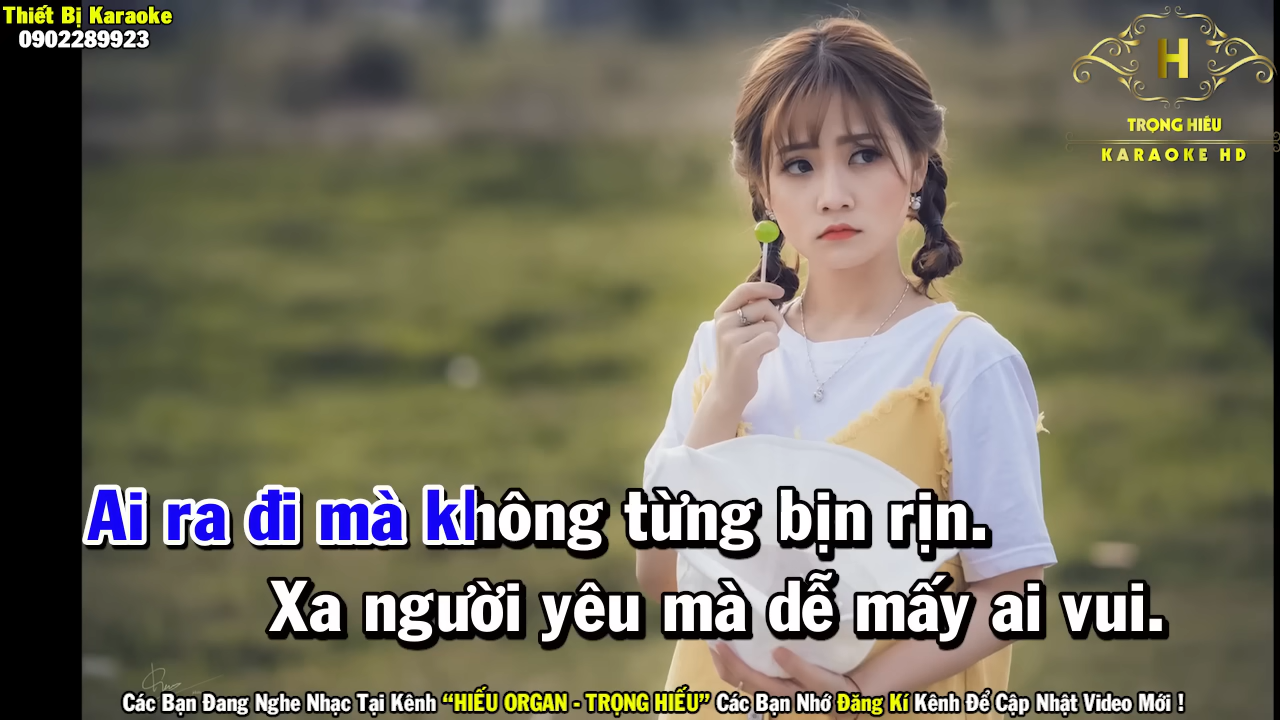 Thiết Bị Karaoke
0902289923
H
TRỌNG HIẾU
KARAOKE HD
Ai ra đi mà không từng bịn rịn.
Xa người yêu mà dễ mấy ai vui.
Các Bạn Đang Nghe Nhạc Tại Kênh “HIẾU ORGAN - TRỌNG HIẾU” Các Bạn Nhớ Đăng Kí Kênh Để Cập Nhật Video Mới !